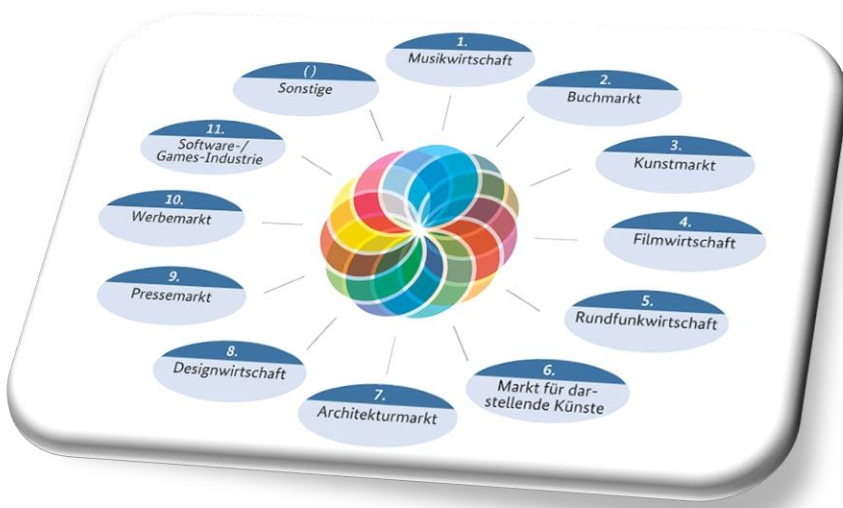 1.
Musikwirtschaft
2.
Buchmarkt
3.
Kunstmarkt
4.
Filmwirtschaft
5.
Rundfunkwirtschaft
6.
Markt für dar-
stellende Künste
7.
Architekturmarkt
8.
Designwirtschaft
9.
Pressemarkt
10.
Werbemarkt
11.
Software-/
Games-Industrie
()
Sonstige